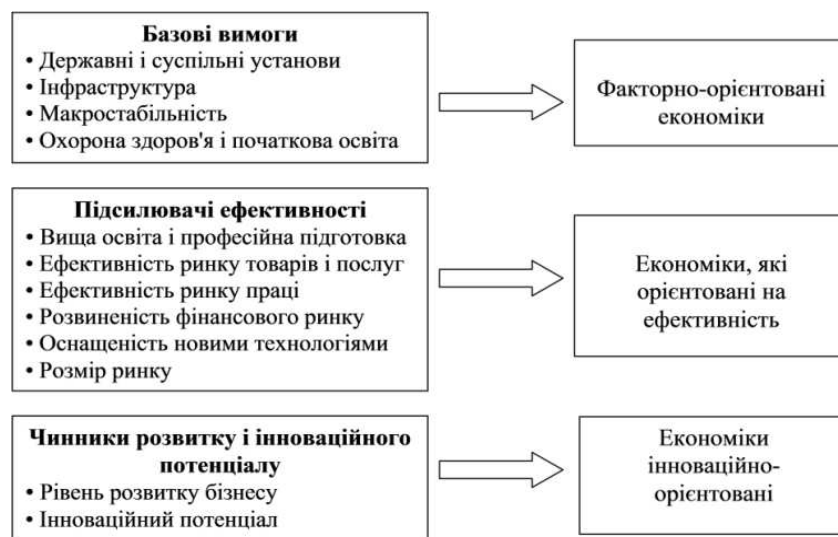 Базові вимоги
• Державні і суспільні установи
• Інфраструктура
• Макростабільність
• Охорона здоров'я і початкова освіта
Факторно-орієнтовані
економіки
Підсилювачі ефективності
• Вища освіта і професійна підготовка
• Ефективність ринку товарів і послуг
• Ефективність ринку праці
• Розвиненість фінансового ринку
• Оснащеність новими технологіями
• Розмір ринку
Економіки, які
орієнтовані на
ефективність
Чинники розвитку і інноваційного
потенціалу
• Рівень розвитку бізнесу
• Інноваційний потенціал
Економіки
інноваційно-
орієнтовані